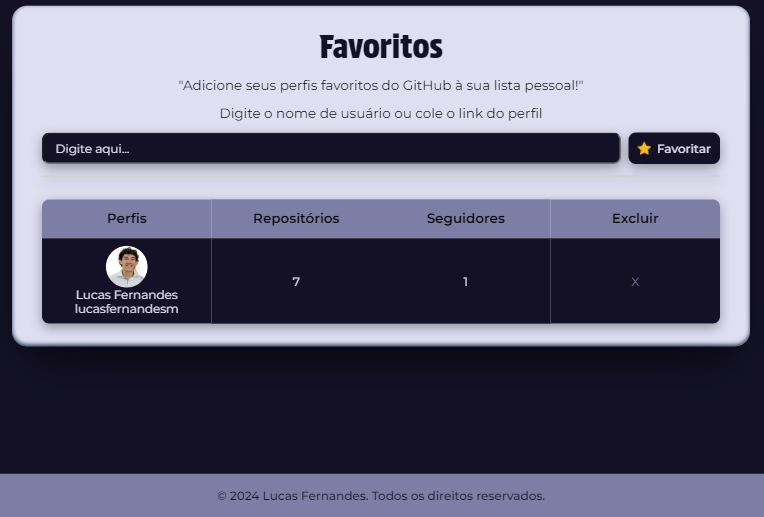 Favoritos
"Adicione seus perfis favoritos do GitHub à sua lista pessoal!"
Digite o nome de usuário ou cole o link do perfil
Digite aqui...
Favoritar
Perfis Repositórios Seguidores Excluir
Lucas Fernandes
lucasfernandesm
7 1 X
© 2024 Lucas Fernandes. Todos os direitos reservados.